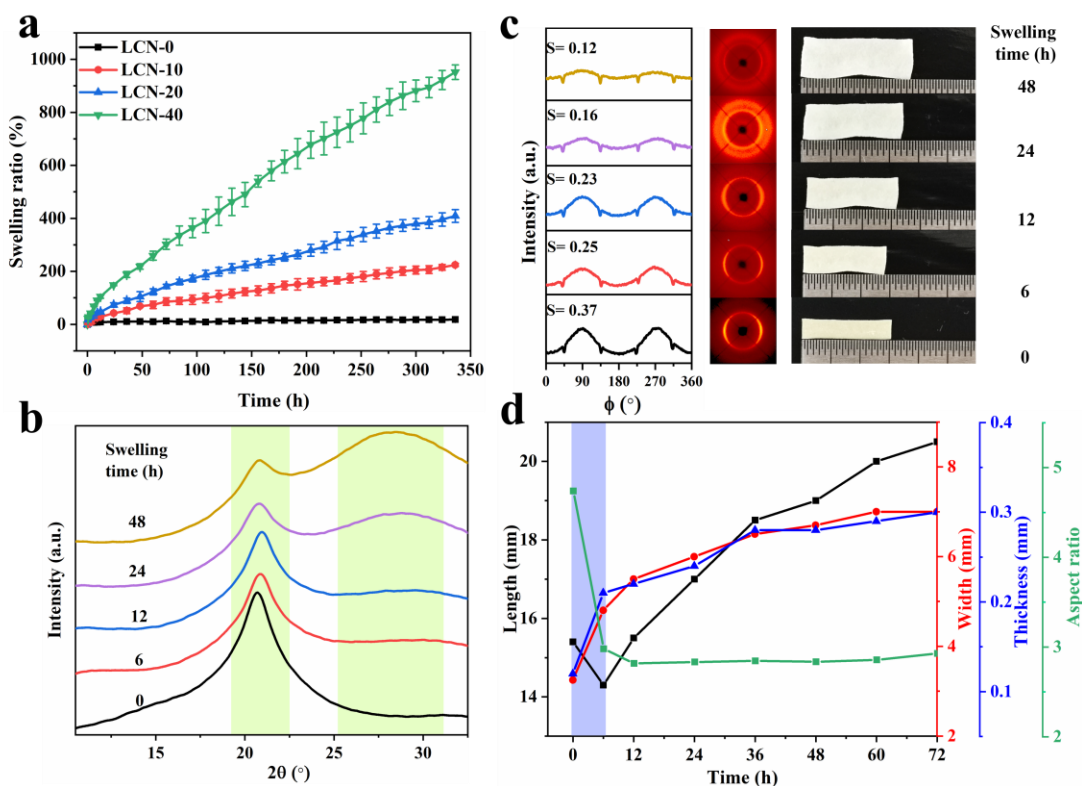 a
LCN-0
LCN-10
LCN-20
LCN-40
Swelling ratio (%)
1000
800
600
400
200
0
0 50 100 150 200 250 300 350
Time (h)
b
Swelling
time (h)
48
24
12
6
0
Intensity (a.u.)
15 20 25 30
2θ (°)
c
S= 0.12
S= 0.16
S= 0.23
S= 0.25
S= 0.37
Intensity (a.u.)
0 90 180 270 360
ϕ (°)
Swelling
time (h)
48
24
12
6
0
d
Length (mm)
20
18
16
14
0 6 12 24 36 48 60 72
Time (h)
8
6
4
2
Width (mm)
0.4
0.3
0.2
0.1
Thickness (mm)
5
4
3
2
Aspect ratio